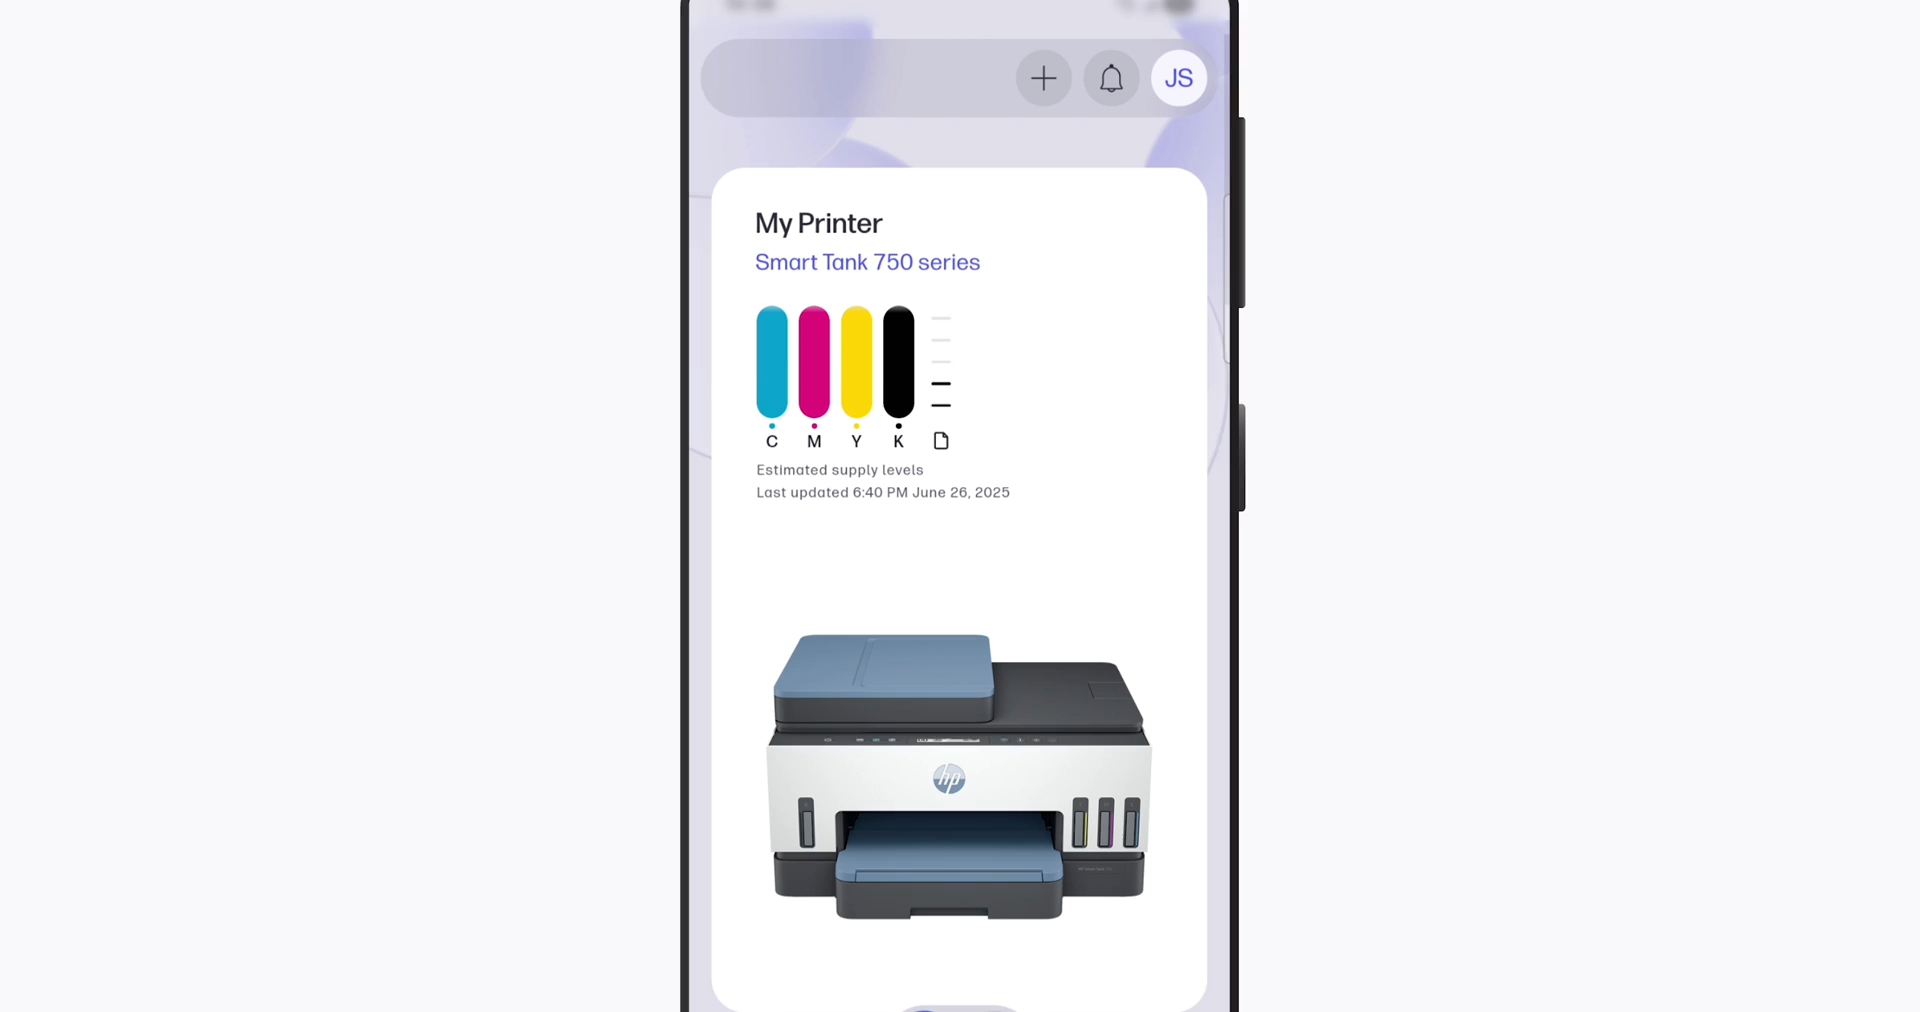 JS
My Printer
Smart Tank 750 series
C M Y K
Estimated supply levels
Last updated 6:40 PM June 26, 2025
hp